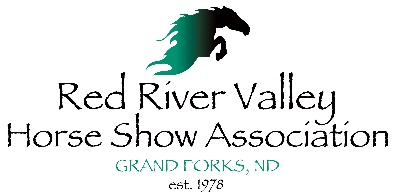 Red River Valley
Horse Show Association
GRAND FORKS, ND
est. 1978